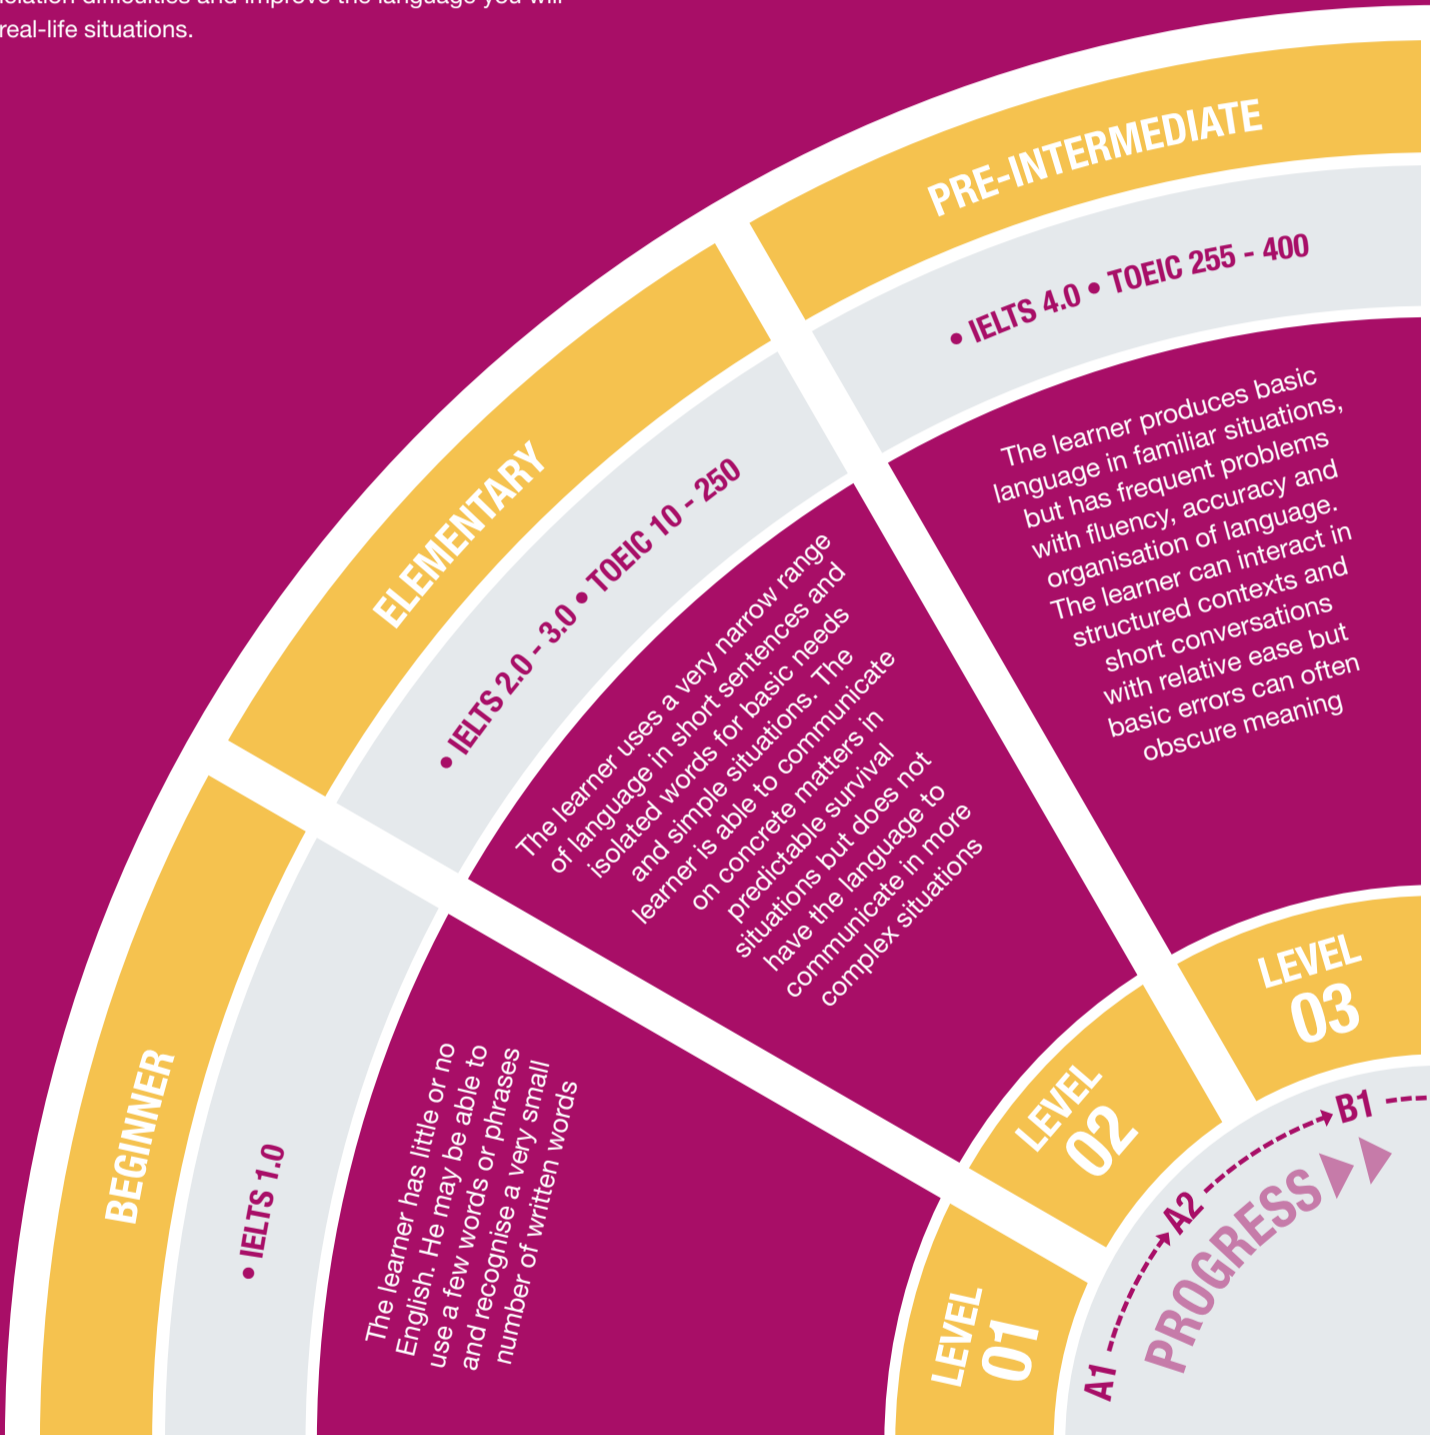 real-life situations.
PRE-INTERMEDIATE
• IELTS 4.0 • TOEIC 255 - 400
The learner produces basic
language in familiar situations,
but has frequent problems
with fluency, accuracy and
organisation of language.
The learner can interact in
structured contexts and
short conversations
with relative ease but
basic errors can often
obscure meaning
LEVEL
03
ELEMENTARY
• IELTS 2.0 - 3.0 • TOEIC 10 - 250
The learner uses a very narrow range
of language in short sentences and
isolated words for basic needs
and simple situations. The
learner is able to communicate
on concrete matters in
predictable survival
situations but does not
have the language to
communicate in more
complex situations
LEVEL
02
BEGINNER
• IELTS 1.0
The learner has little or no
English. He may be able to
use a few words or phrases
and recognise a very small
number of written words
LEVEL
01
A1
A2
B1
PROGRESS